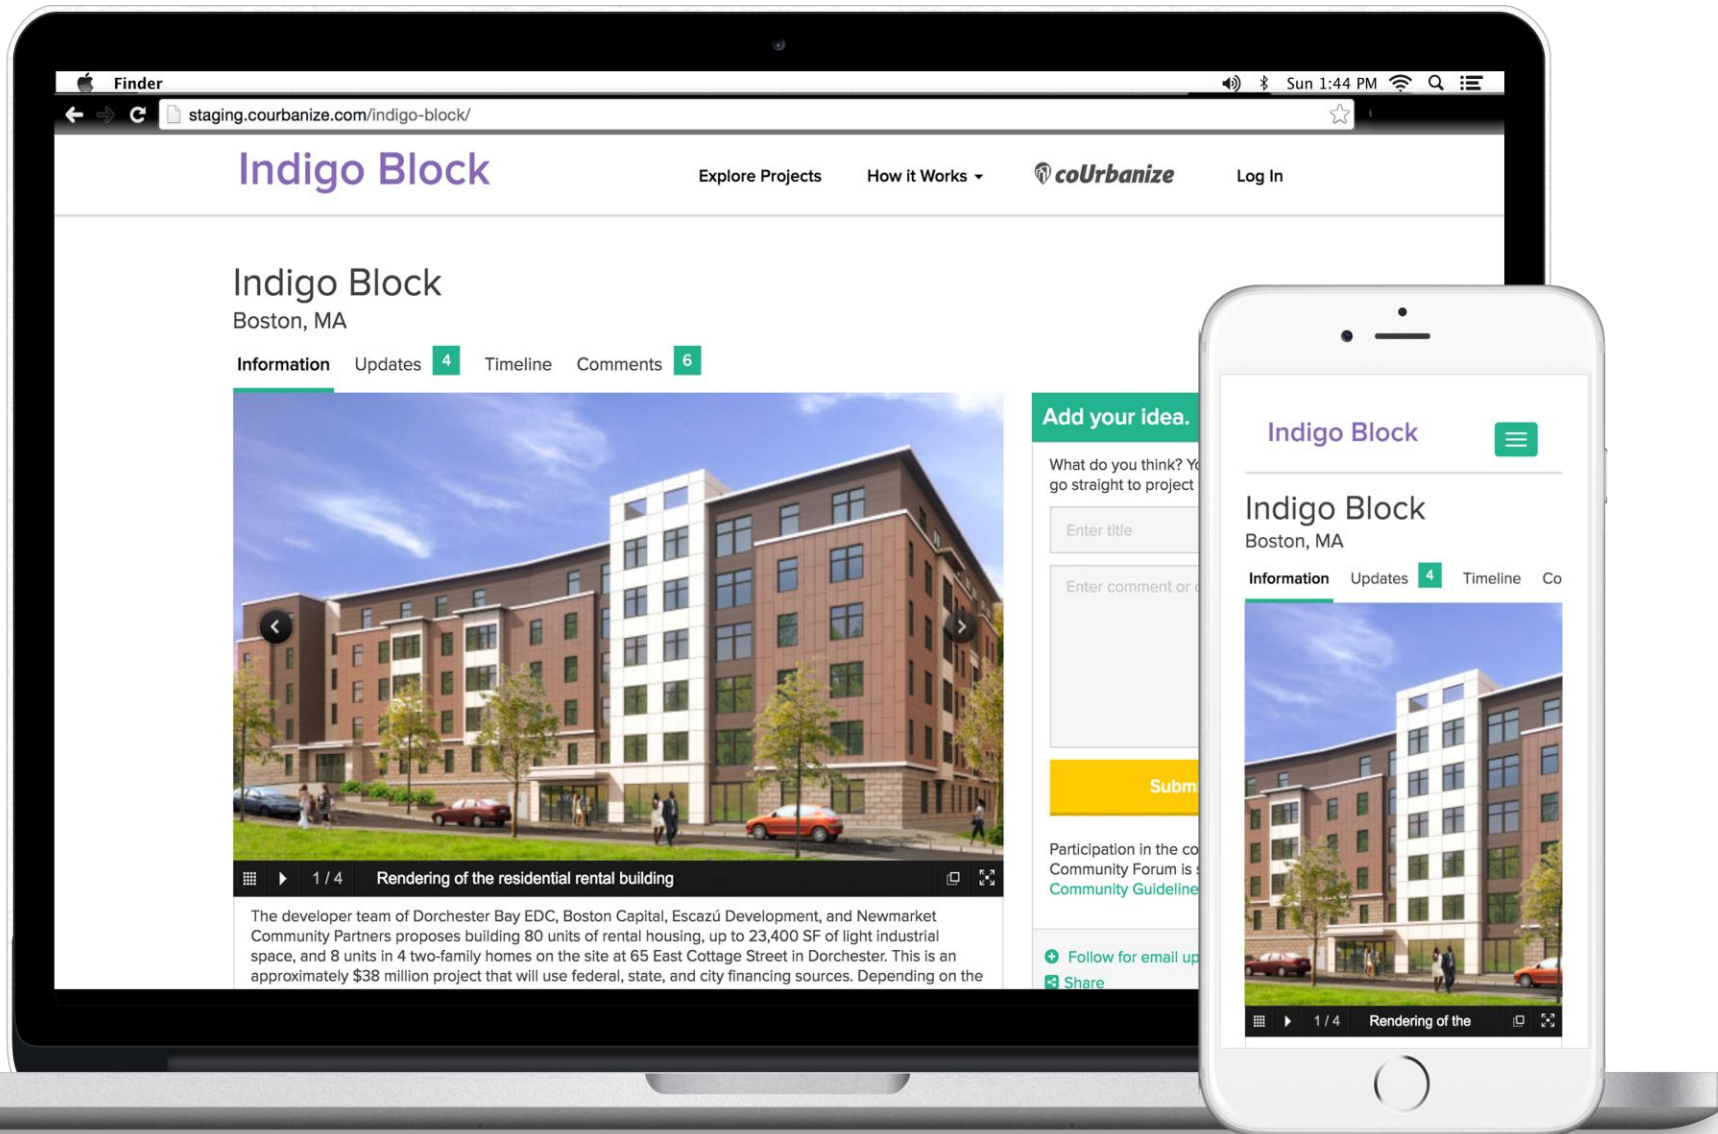 Finder
Sun 1:44 PM
staging.courbanize.com/indigo-block/
Indigo Block
Explore Projects
How it Works
coUrbanize
Log In
Indigo Block
Boston, MA
Information
Updates 4
Timeline
Comments 6
Add your idea.
What do you think?
go straight to project
Enter title
Enter comment or
1 / 4
Rendering of the residential rental building
The developer team of Dorchester Bay EDC, Boston Capital, Escazú Development, and Newmarket
Community Partners proposes building 80 units of rental housing, up to 23,400 SF of light industrial
space, and 8 units in 4 two-family homes on the site at 65 East Cottage Street in Dorchester. This is an
approximately $38 million project that will use federal, state, and city financing sources. Depending on the
Subm
Participation in the co
Community Forum is
Community Guideline
Follow for email up
Share
Indigo Block
Indigo Block
Boston, MA
Information
Updates 4
Timeline
Co
1 / 4
Rendering of the